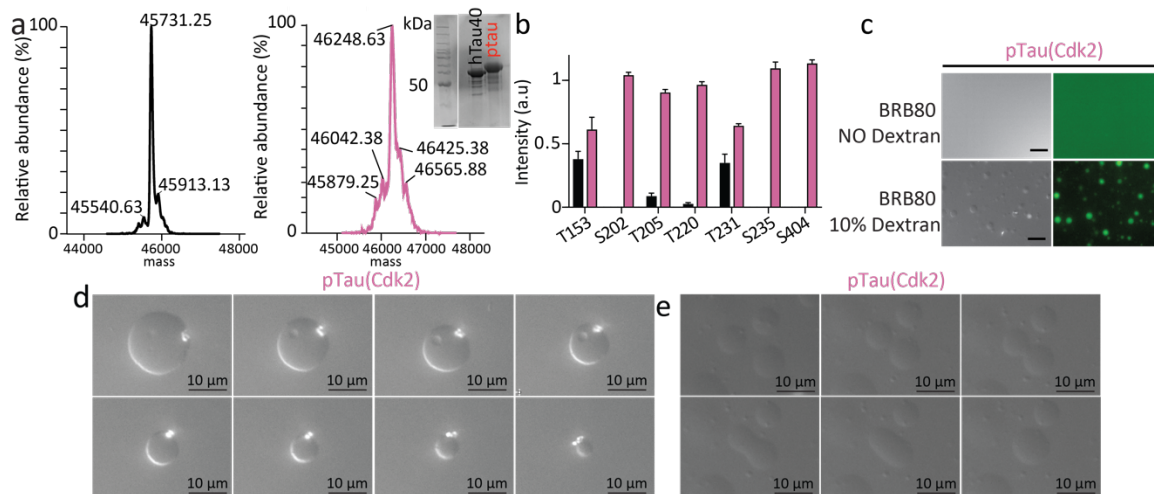 a
Relative abundance (%)
100
50
0
45731.25
45540.63
45913.13
44000
46000
48000
mass
Relative abundance (%)
100
50
0
46248.63
46042.38
45879.25
46425.38
46565.88
44000
46000
48000
mass
kDa
50
hTau40
ptau
b
Intensity (a.u)
1
0.5
0
T153
S202
T205
T220
T231
S235
S404
c
pTau(Cdk2)
BRB80
NO Dextran
BRB80
10% Dextran
d
pTau(Cdk2)
10 µm
10 µm
10 µm
10 µm
10 µm
10 µm
10 µm
10 µm
e
pTau(Cdk2)
10 µm
10 µm
10 µm
10 µm
10 µm
10 µm